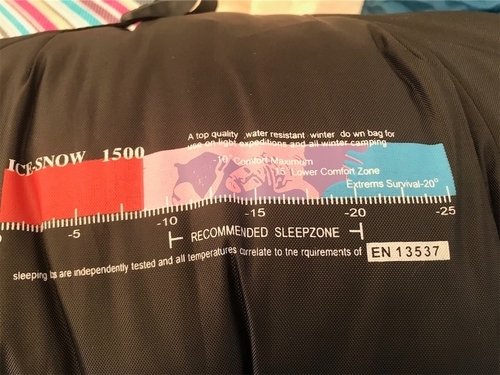 A top quality ,water resistant winter do wn bag for
use on light expeditions and all winter camping
ICE-SNOW 1500
-10° Comfort-Maximum
15° Lower Comfort Zone
Extrems Survival-20°
-5 -10 -15 -20 -25
RECOMMENDED SLEEPZONE
sleeping are independently tested and all temperatures correlate to the rquirements of EN 13537